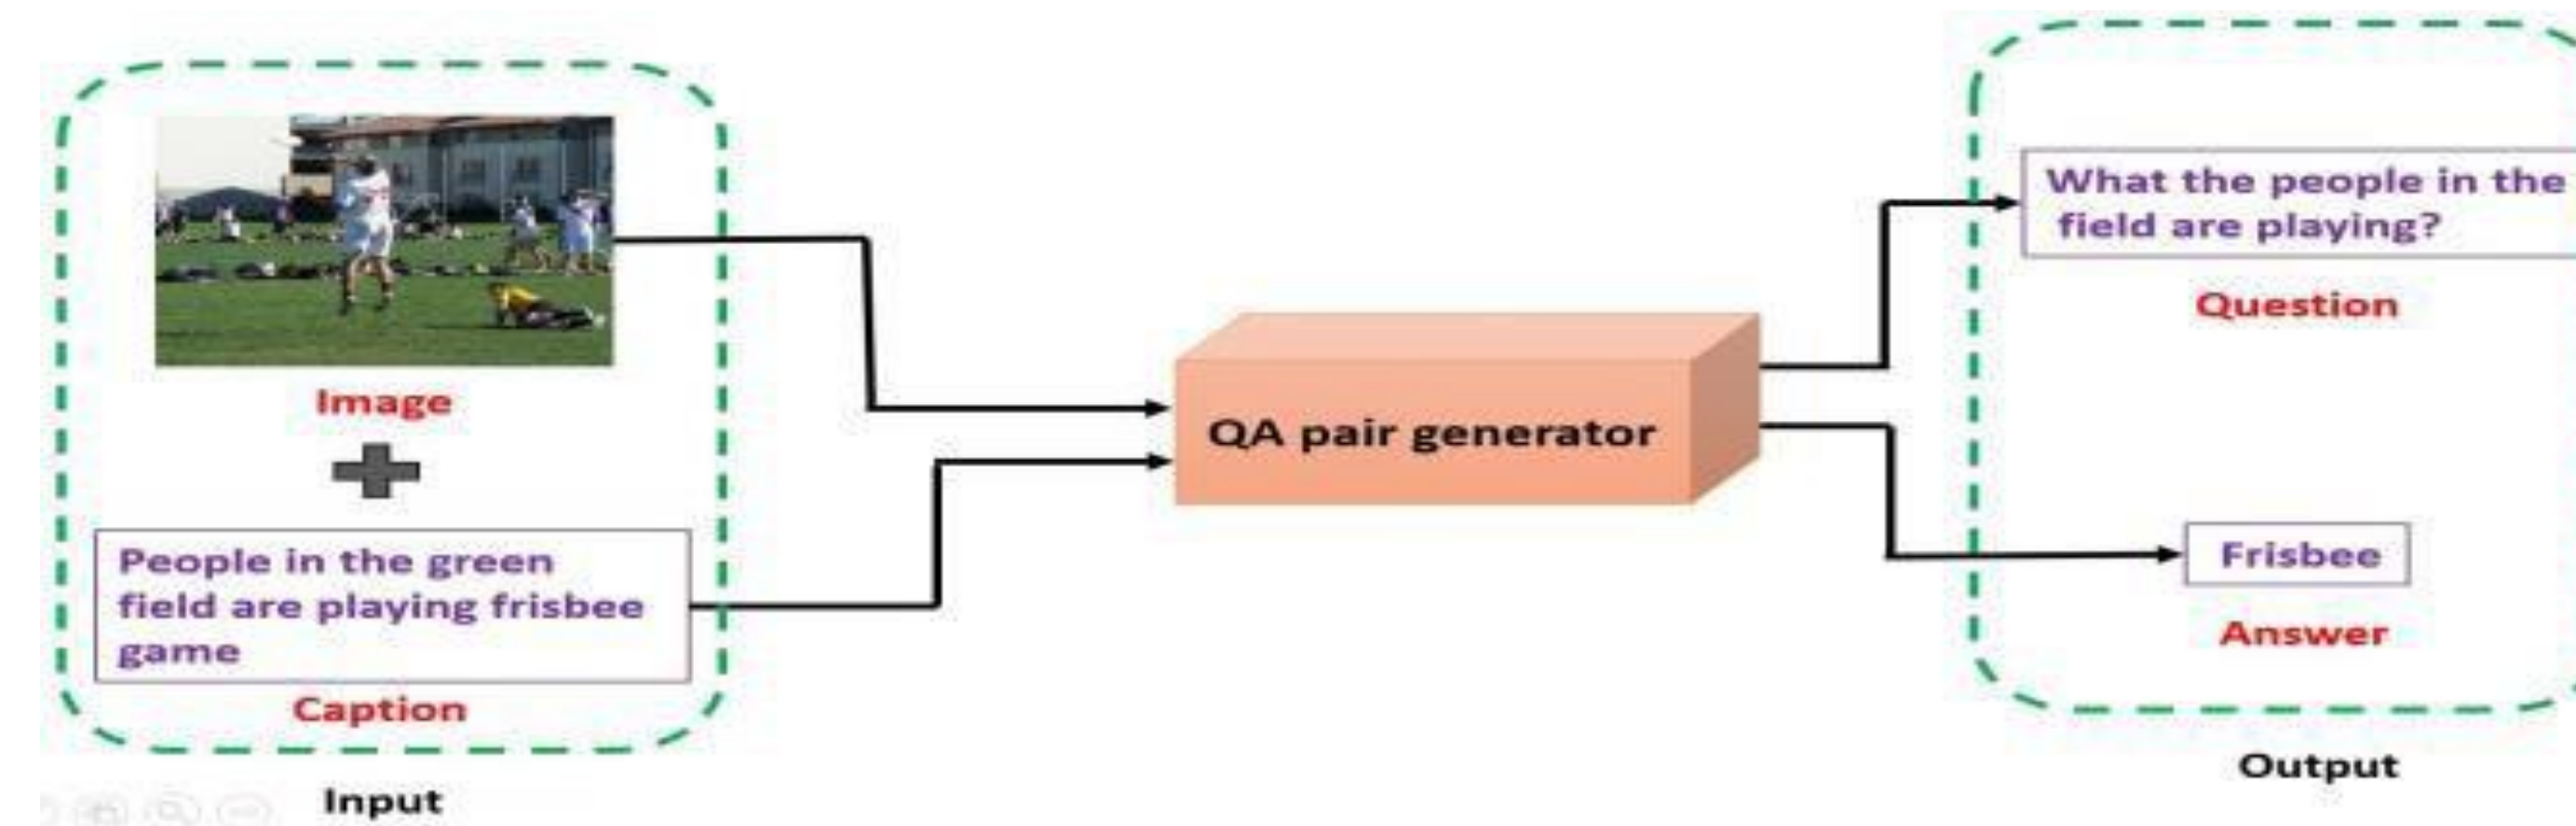 Image
People in the green
field are playing frisbee
game
Caption
Input
QA pair generator
What the people in the
field are playing?
Question
Frisbee
Answer
Output